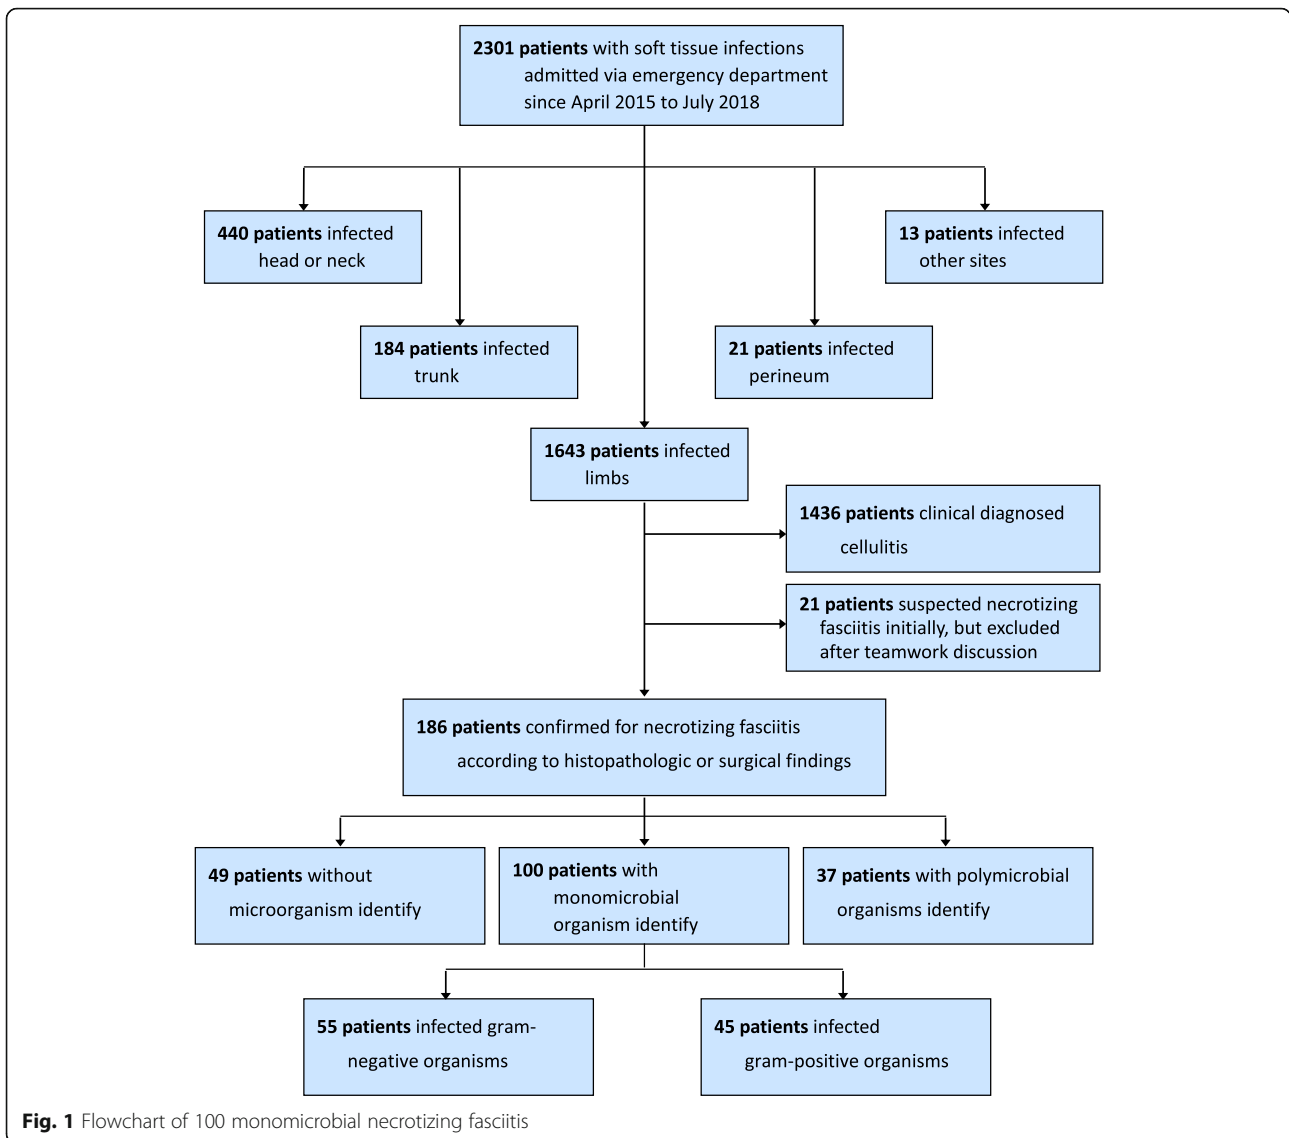 2301 patients with soft tissue infections
admitted via emergency department
since April 2015 to July 2018
440 patients infected
head or neck
13 patients infected
other sites
184 patients infected
trunk
21 patients infected
perineum
1643 patients infected
limbs
1436 patients clinical diagnosed
cellulitis
21 patients suspected necrotizing
fasciitis initially, but excluded
after teamwork discussion
186 patients confirmed for necrotizing fasciitis
according to histopathologic or surgical findings
49 patients without
microorganism identify
100 patients with
monomicrobial
organism identify
37 patients with polymicrobial
organisms identify
55 patients infected gram-
negative organisms
45 patients infected
gram-positive organisms
Fig. 1 Flowchart of 100 monomicrobial necrotizing fasciitis